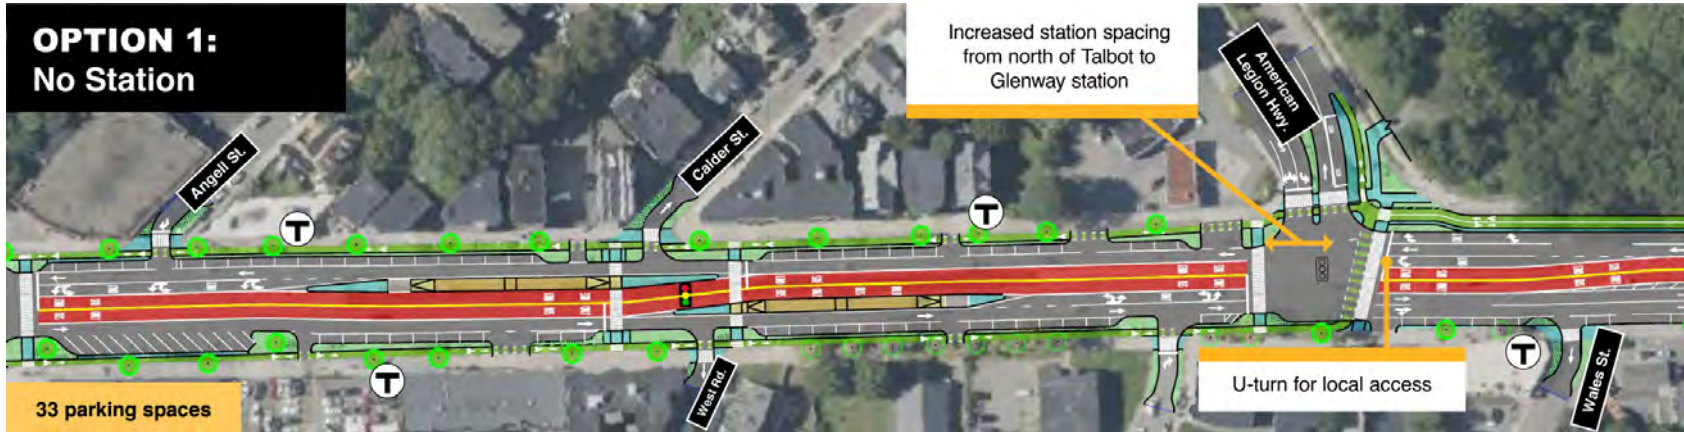 OPTION 1:
No Station
Increased station spacing
from north of Talbot to
Glenway station
American
Legion Hwy.
Angell St.
Calder St.
T
T
T
T
West Rd.
Wales St.
U-turn for local access
33 parking spaces